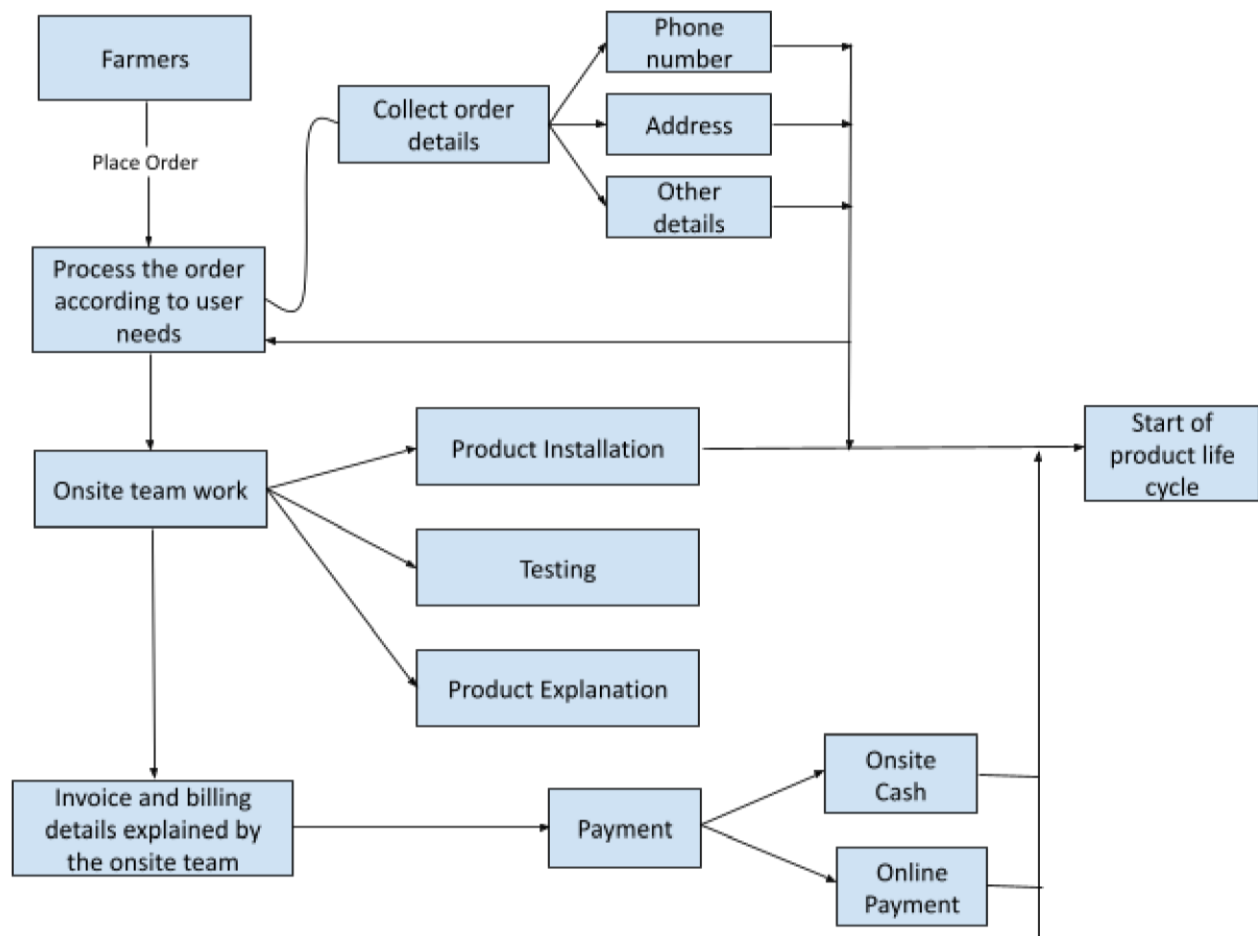 Farmers
Place Order
Process the order
according to user
needs
Collect order
details
Phone
number
Address
Other
details
Onsite team work
Product Installation
Testing
Product Explanation
Start of
product life
cycle
Invoice and billing
details explained by
the onsite team
Payment
Onsite
Cash
Online
Payment